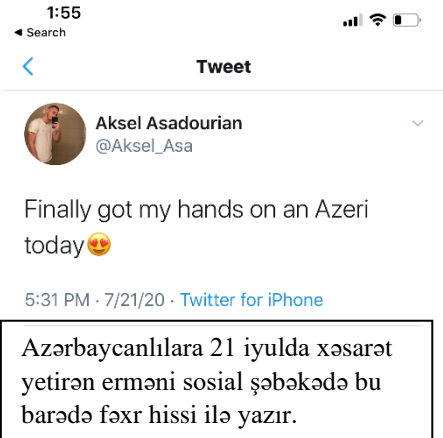 1:55
Search
Tweet
Aksel Asadourian
@Aksel_Asa
Finally got my hands on an Azeri
today😍
5:31 PM · 7/21/20 · Twitter for iPhone
Azərbaycanlılara 21 iyulda xəsarət
yetirən erməni sosial şəbəkədə bu
barədə fəxr hissi ilə yazır.